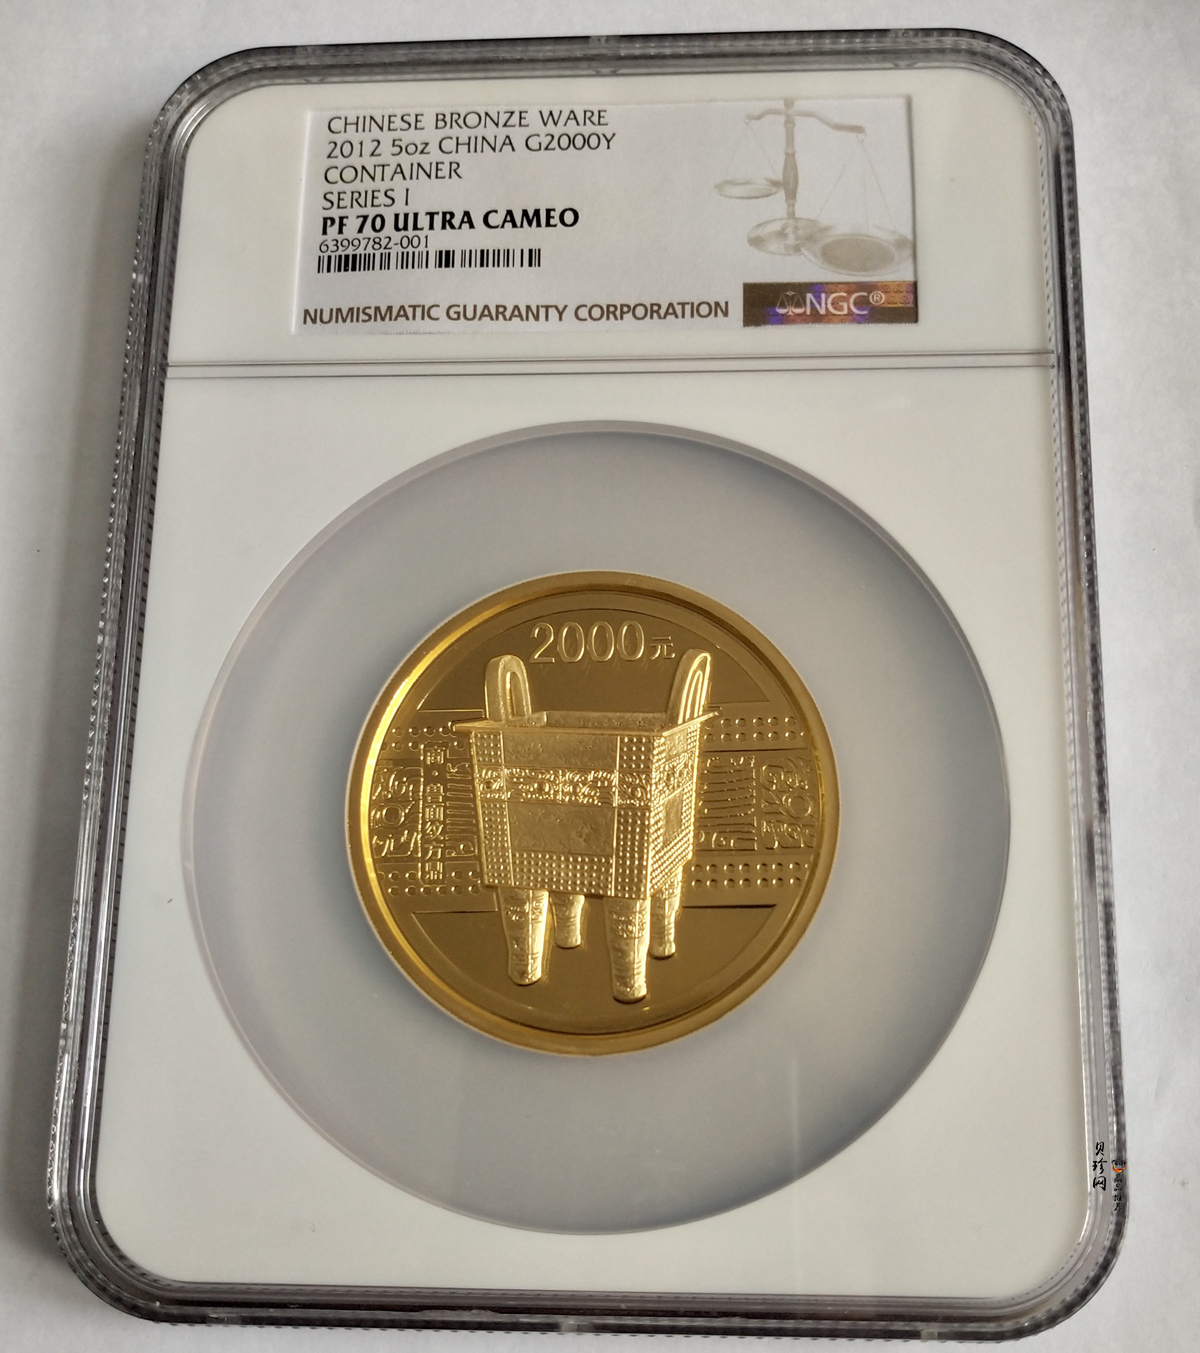 CHINESE BRONZE WARE
2012 5OZ CHINA G2000Y
CONTAINER
SERIES I
PF 70 ULTRA CAMEO
6399782-001
NUMISMATIC GUARANTY CORPORATION
NGC®
2000元